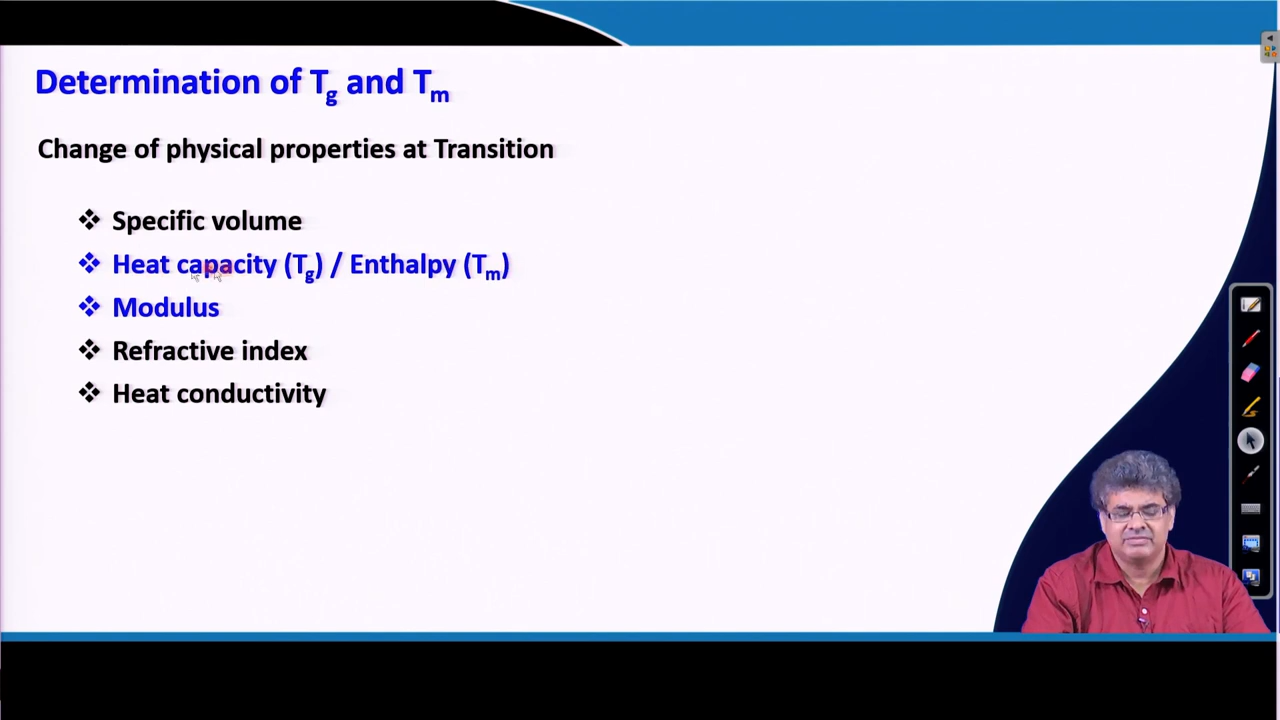 Determination of Tg and Tm
Change of physical properties at Transition
❖ Specific volume
❖ Heat capacity (Tg) / Enthalpy (Tm)
❖ Modulus
❖ Refractive index
❖ Heat conductivity